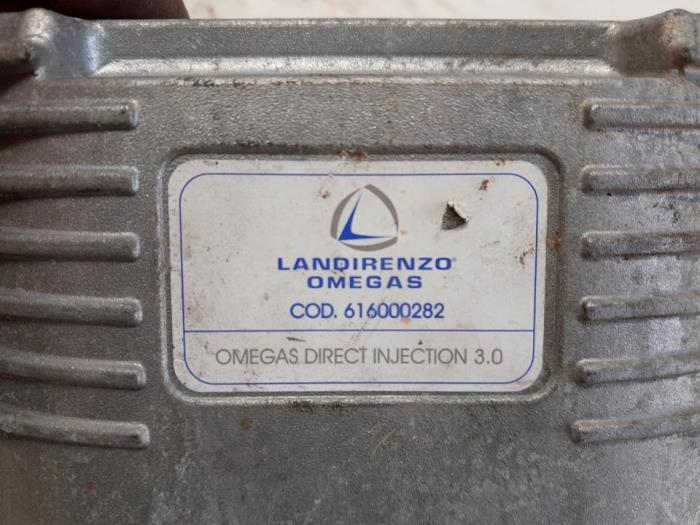 LANDIRENZO®
OMEGAS
COD. 616000282
OMEGAS DIRECT INJECTION 3.0